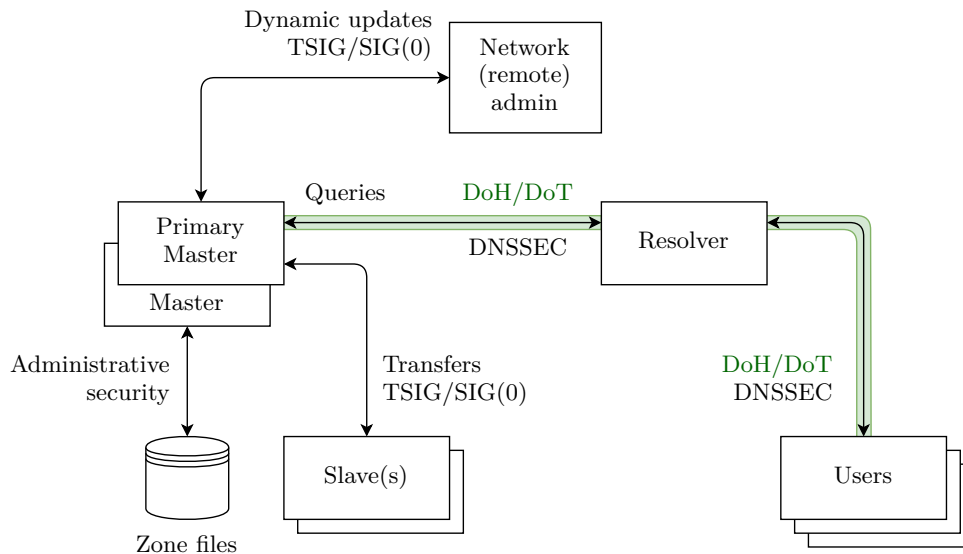 Dynamic updates
TSIG/SIG(0)
Network
(remote)
admin
Queries
DoH/DoT
Primary
Master
DNSSEC
Resolver
Master
Administrative
security
Transfers
TSIG/SIG(0)
DoH/DoT
DNSSEC
Slave(s)
Users
Zone files